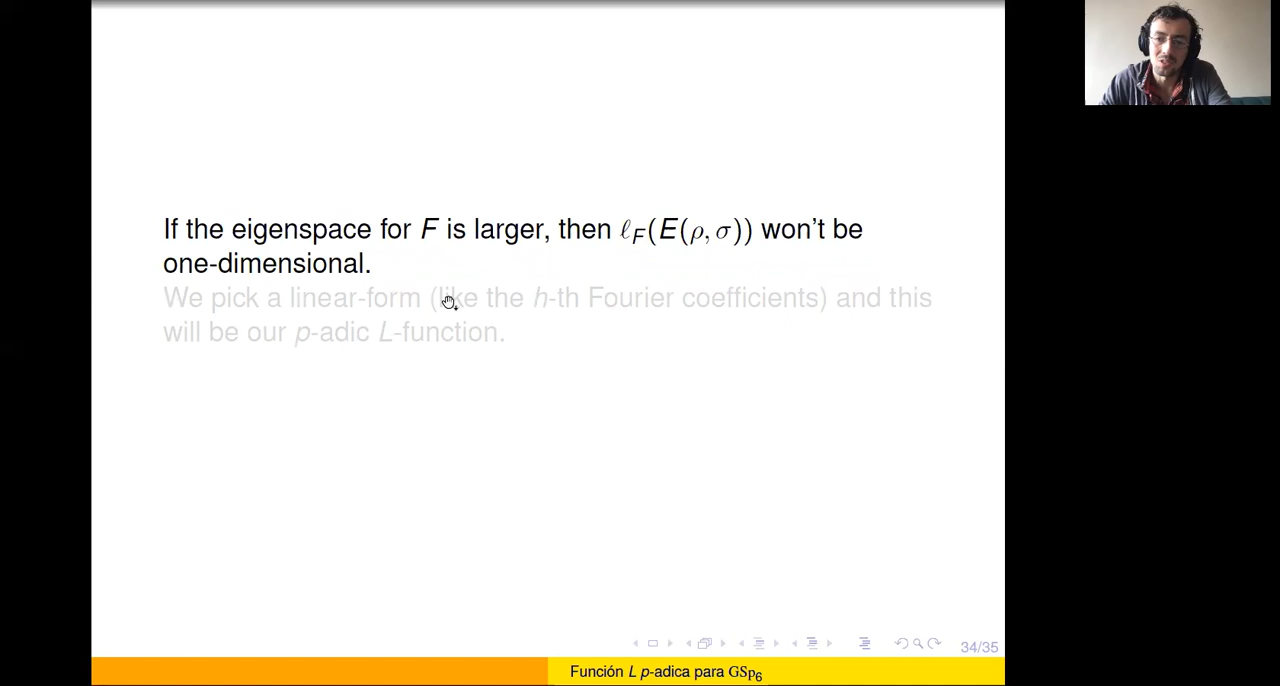 If the eigenspace for F is larger, then ℓ_F(E(ρ, σ)) won't be
one-dimensional.
We pick a linear-form (like the h-th Fourier coefficients) and this
will be our p-adic L-function.
34/35
Función L p-adica para GSp₆